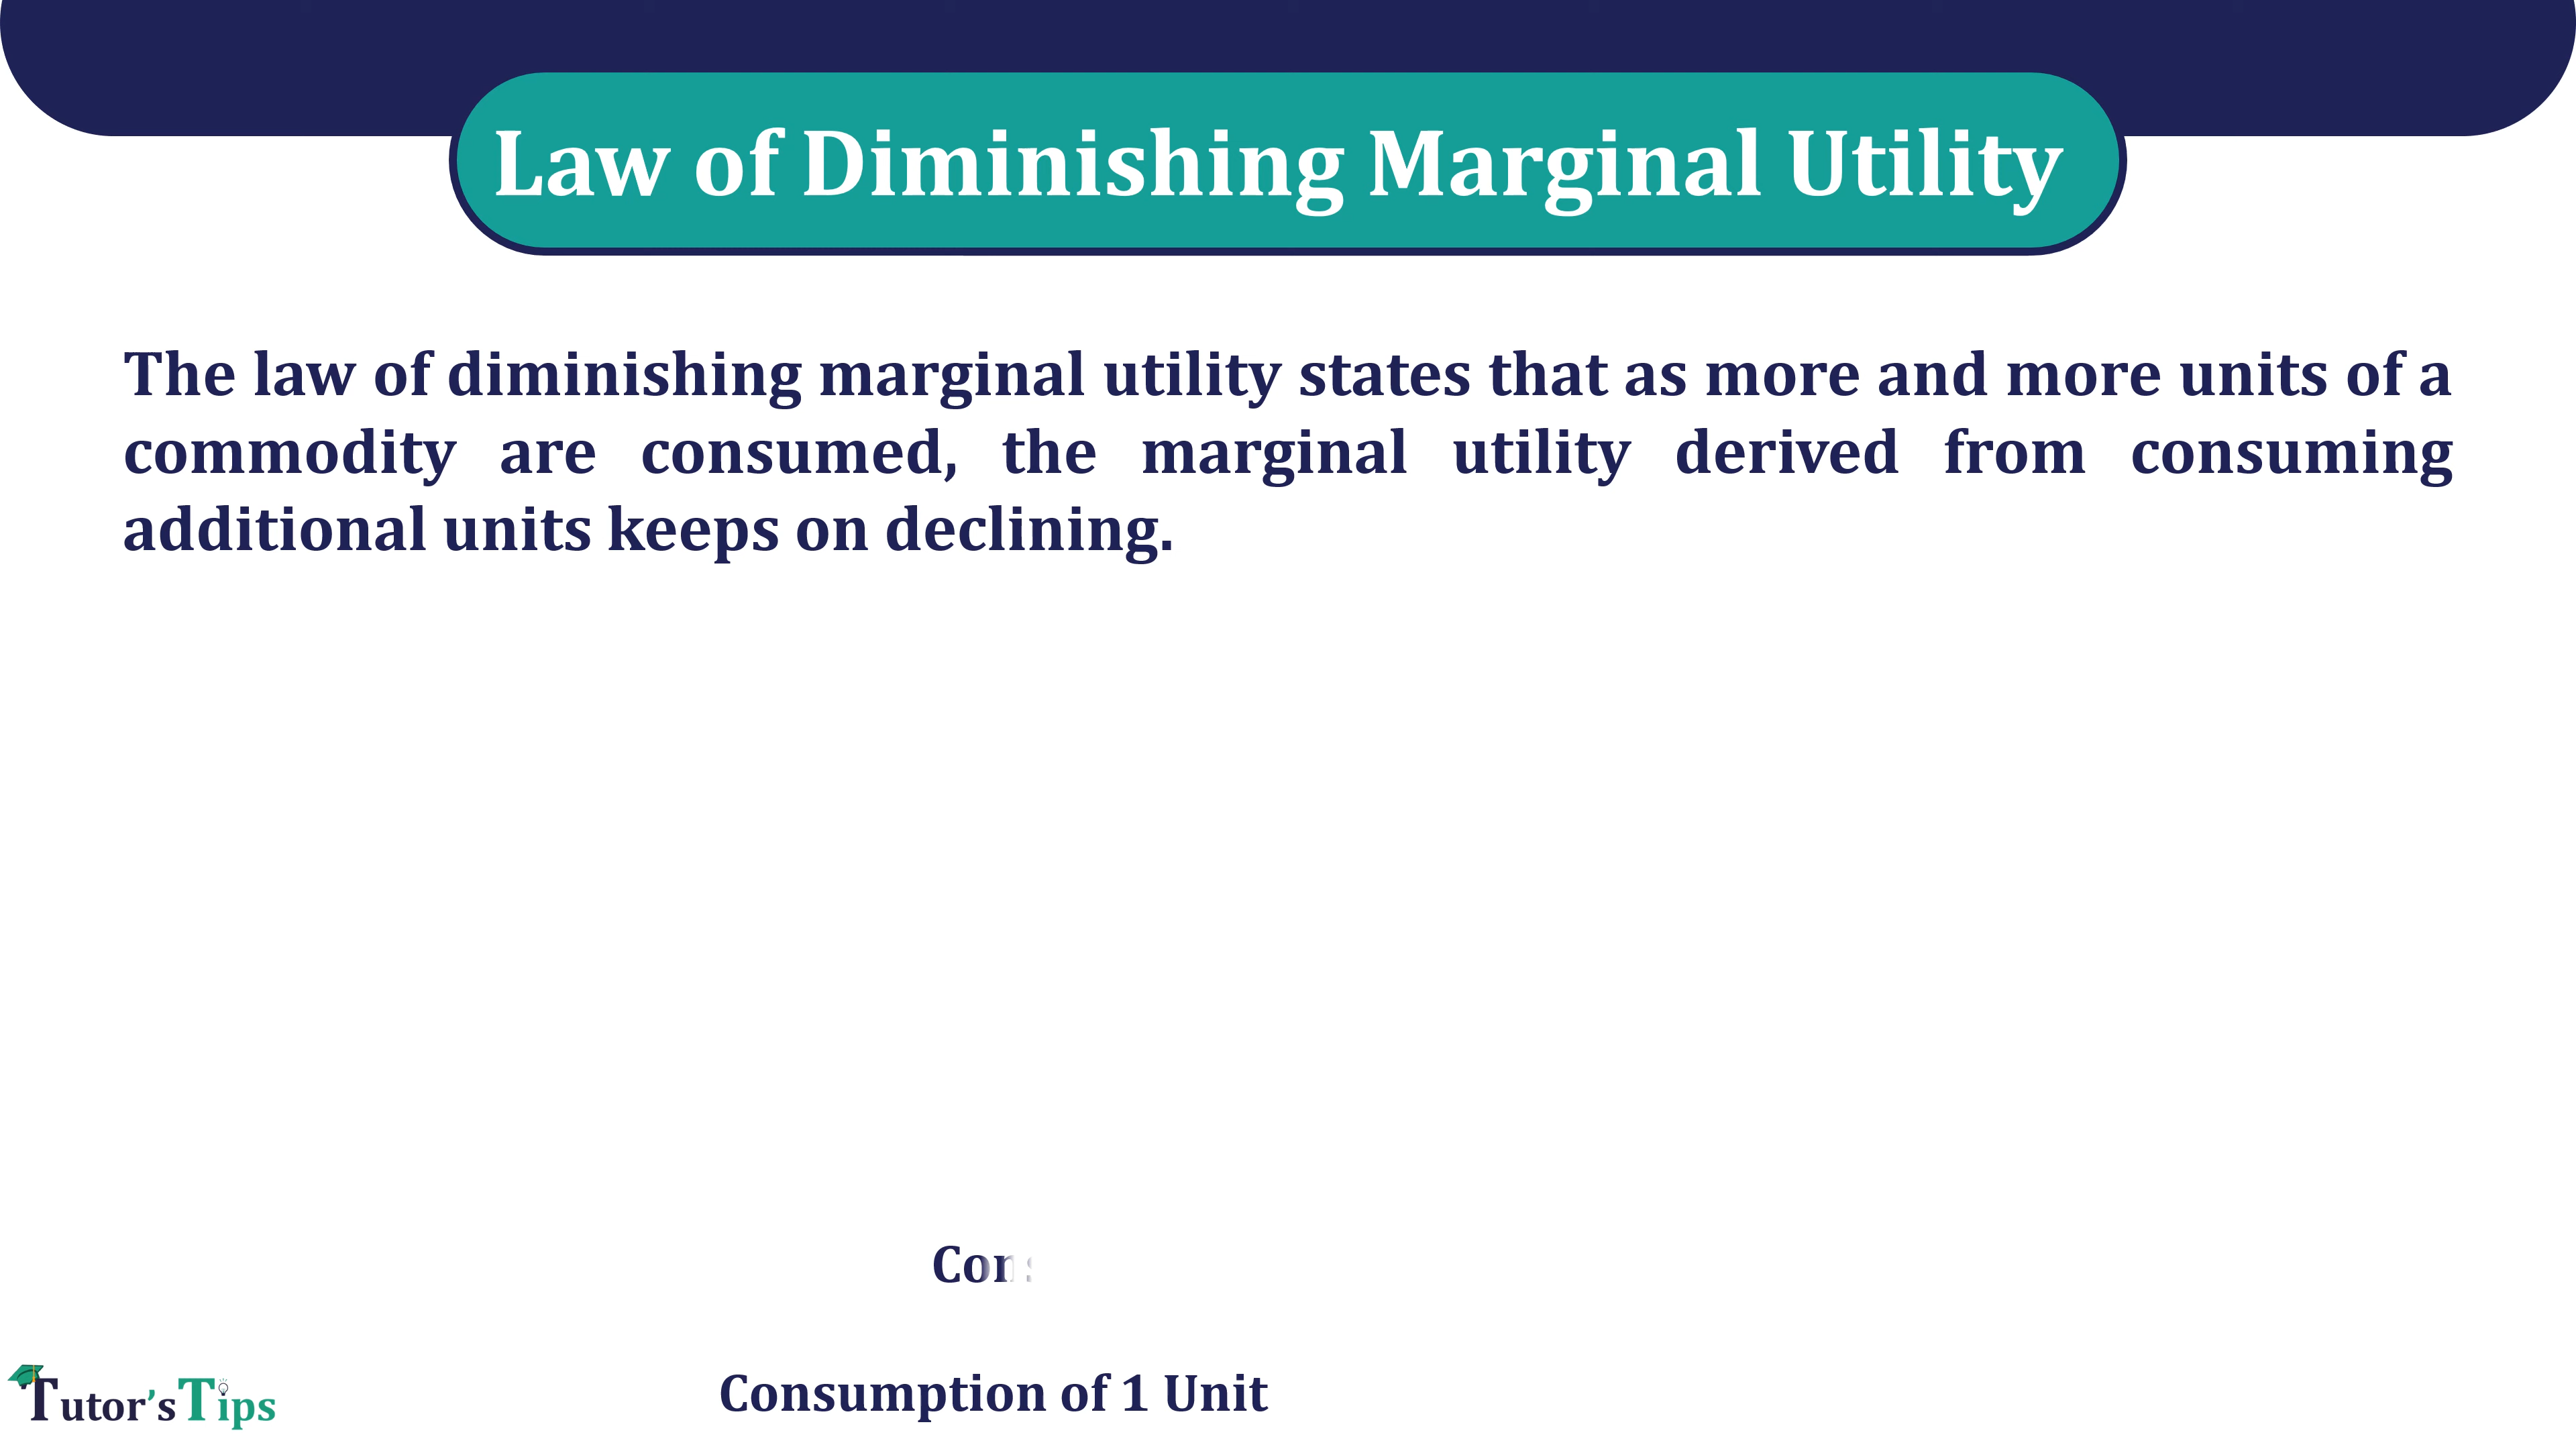 Law of Diminishing Marginal Utility
The law of diminishing marginal utility states that as more and more units of a
commodity are consumed, the marginal utility derived from consuming
additional units keeps on declining.
Consumption of 1 Unit
Tutor'sTips